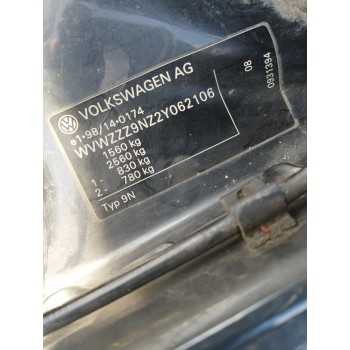 VOLKSWAGEN AG
e1*98/14*0174
WVWZZZ9NZ2Y062106
1560 kg
2560 kg
1 - 830 kg
2 - 780 kg
Typ 9N
08
0931394